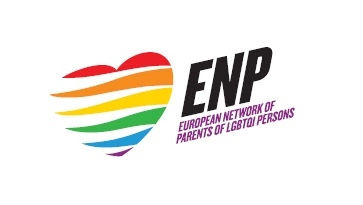 ENP
EUROPEAN NETWORK OF
PARENTS OF LGBTQI PERSONS